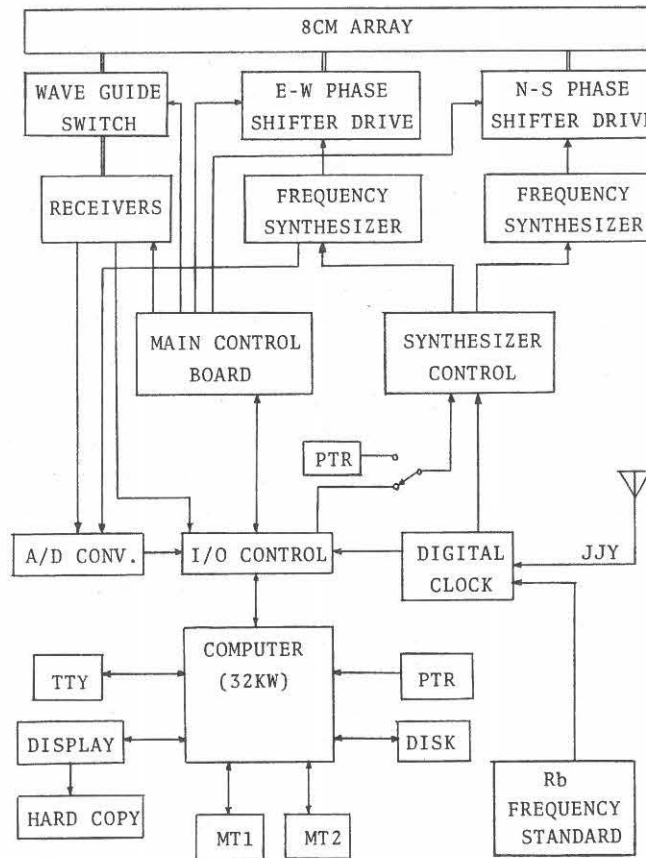 8CM ARRAY
WAVE GUIDE
SWITCH
E-W PHASE
SHIFTER DRIVE
N-S PHASE
SHIFTER DRIVE
RECEIVERS
FREQUENCY
SYNTHESIZER
FREQUENCY
SYNTHESIZER
MAIN CONTROL
BOARD
SYNTHESIZER
CONTROL
PTR
A/D CONV.
I/O CONTROL
DIGITAL
CLOCK
JJY
COMPUTER
(32KW)
TTY
PTR
DISPLAY
DISK
HARD COPY
MT1
MT2
Rb
FREQUENCY
STANDARD